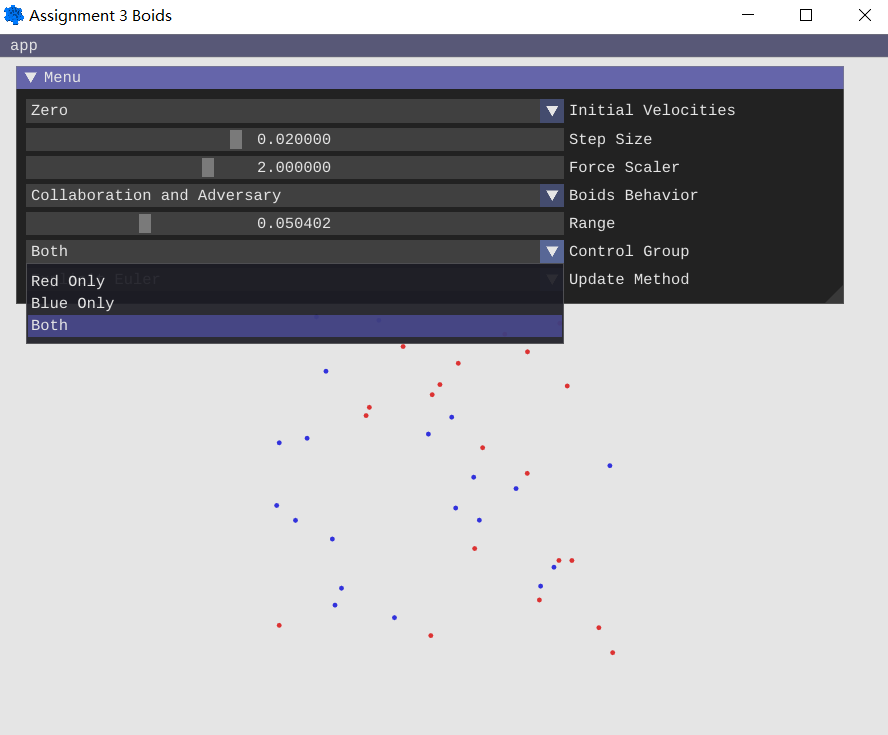 Assignment 3 Boids
app
Menu
Zero Initial Velocities
0.020000 Step Size
2.000000 Force Scaler
Collaboration and Adversary Boids Behavior
0.050402 Range
Both Control Group
Euler Update Method
Red Only
Blue Only
Both